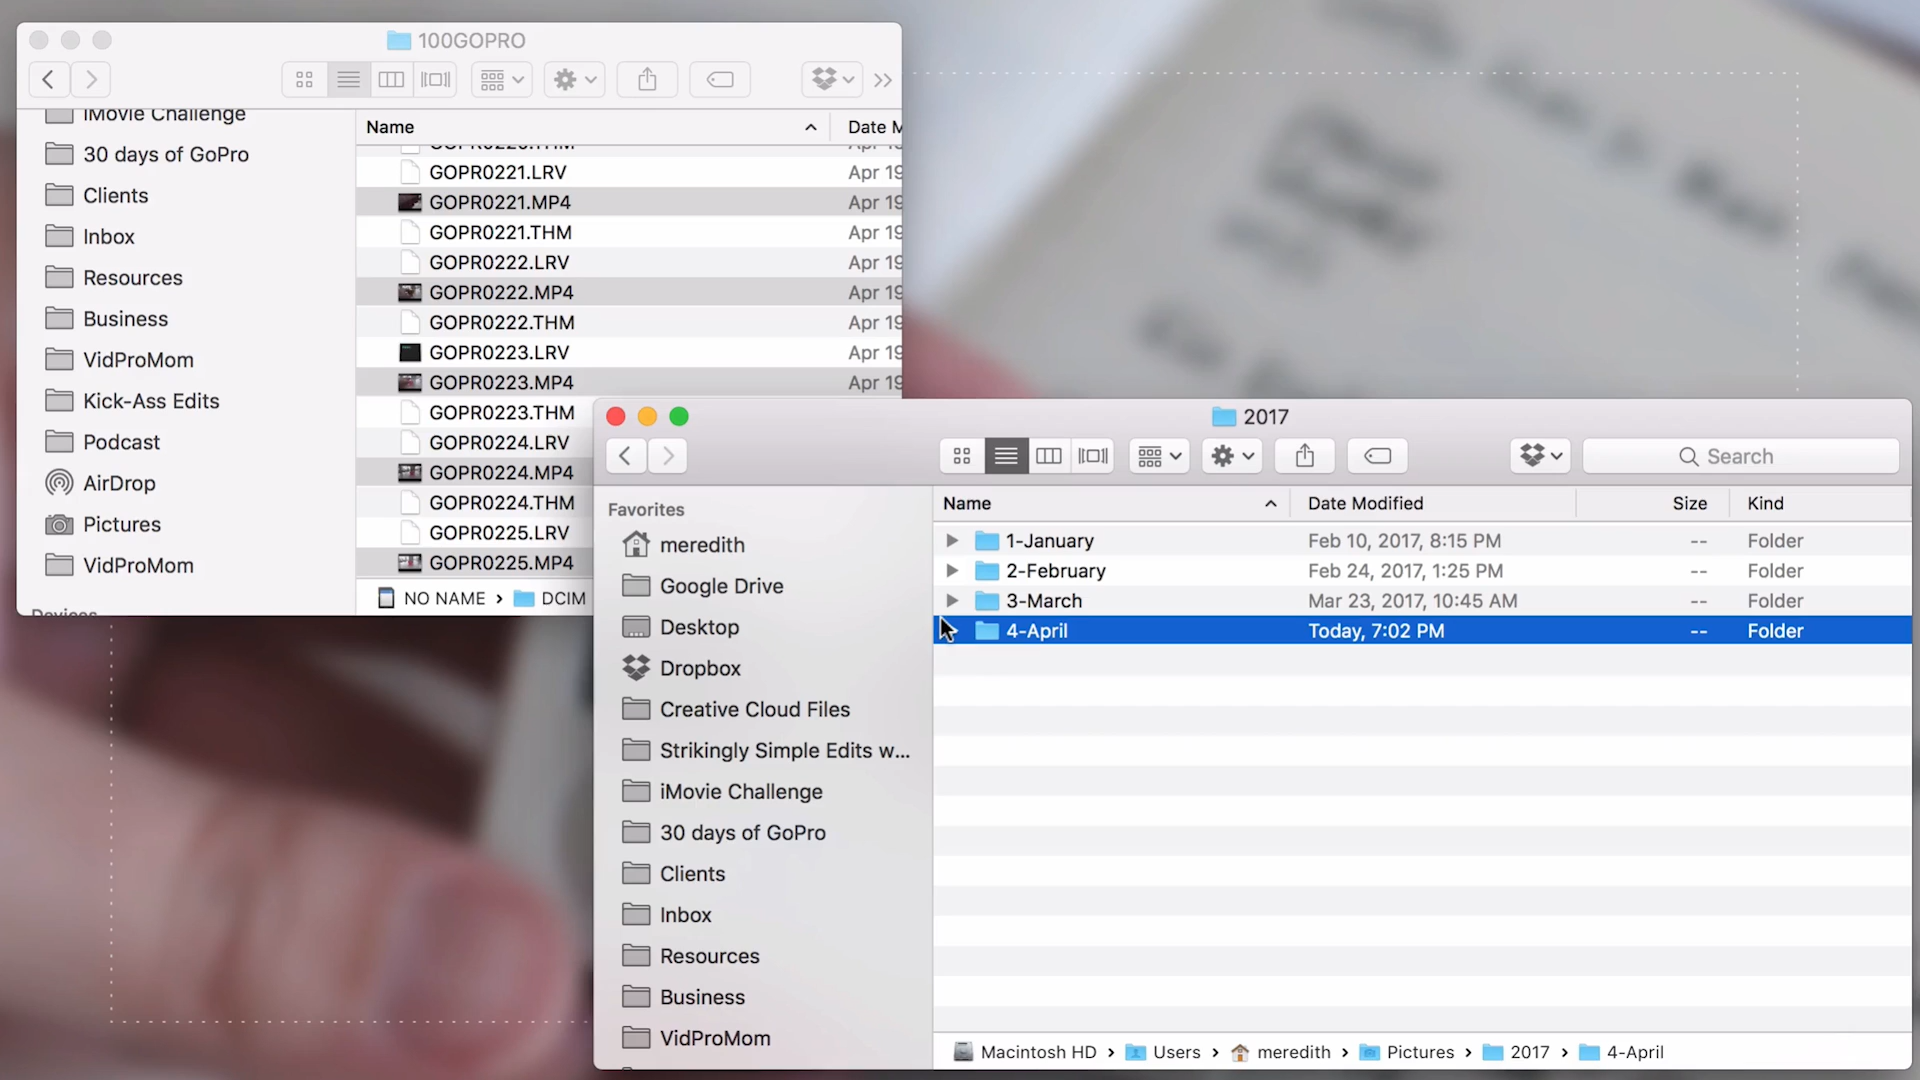 100GOPRO
iMovie Challenge
30 days of GoPro
Clients
Inbox
Resources
Business
VidProMom
Kick-Ass Edits
Podcast
AirDrop
Pictures
VidProMom
Devices
Name
Date M
GOPR0220.THM
GOPR0221.LRV Apr 19
GOPR0221.MP4 Apr 19
GOPR0221.THM Apr 19
GOPR0222.LRV Apr 19
GOPR0222.MP4 Apr 19
GOPR0222.THM Apr 19
GOPR0223.LRV Apr 19
GOPR0223.MP4 Apr 19
GOPR0223.THM
GOPR0224.LRV
GOPR0224.MP4
GOPR0224.THM
GOPR0225.LRV
GOPR0225.MP4
NO NAME › DCIM
2017
Search
Favorites
meredith
Google Drive
Desktop
Dropbox
Creative Cloud Files
Strikingly Simple Edits w...
iMovie Challenge
30 days of GoPro
Clients
Inbox
Resources
Business
VidProMom
Name Date Modified Size Kind
1-January Feb 10, 2017, 8:15 PM -- Folder
2-February Feb 24, 2017, 1:25 PM -- Folder
3-March Mar 23, 2017, 10:45 AM -- Folder
4-April Today, 7:02 PM -- Folder
Macintosh HD › Users › meredith › Pictures › 2017 › 4-April